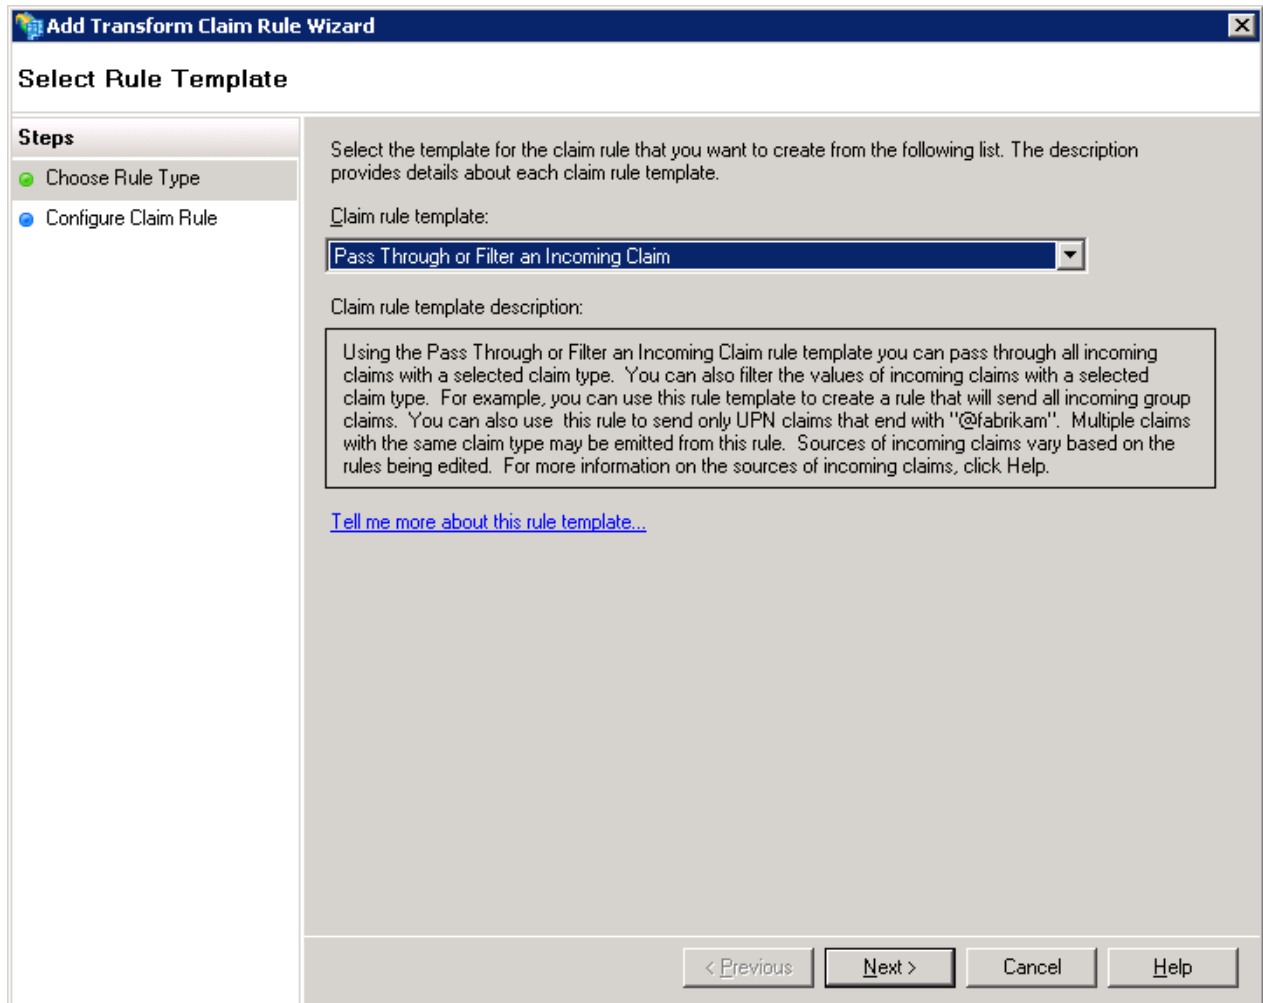 Add Transform Claim Rule Wizard
Select Rule Template
Steps
Choose Rule Type
Configure Claim Rule
Select the template for the claim rule that you want to create from the following list. The description
provides details about each claim rule template.
Claim rule template:
Pass Through or Filter an Incoming Claim
Claim rule template description:
Using the Pass Through or Filter an Incoming Claim rule template you can pass through all incoming
claims with a selected claim type.  You can also filter the values of incoming claims with a selected
claim type.  For example, you can use this rule template to create a rule that will send all incoming group
claims.  You can also use  this rule to send only UPN claims that end with "@fabrikam".  Multiple claims
with the same claim type may be emitted from this rule.  Sources of incoming claims vary based on the
rules being edited.  For more information on the sources of incoming claims, click Help.
Tell me more about this rule template...
< Previous
Next >
Cancel
Help